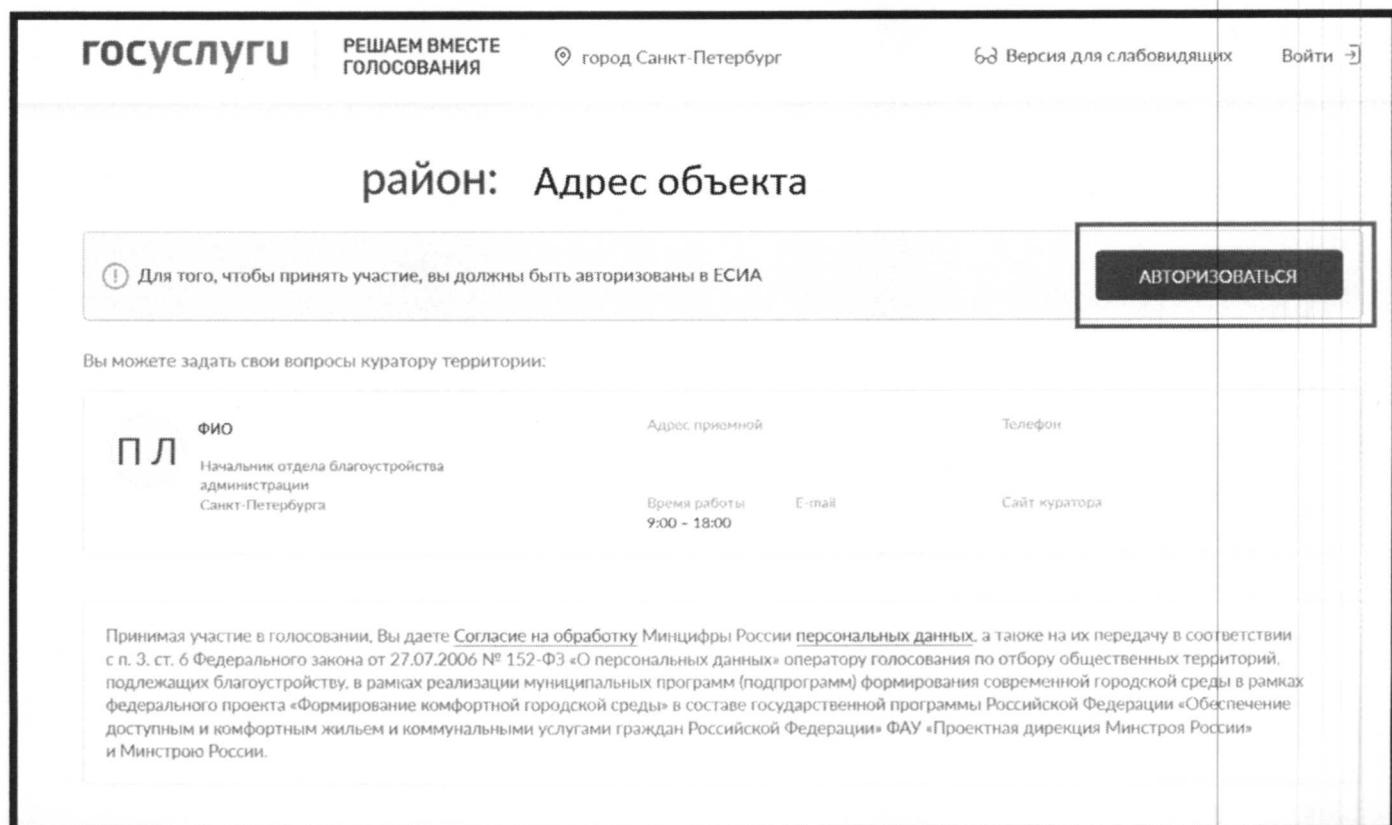 госуслуги
РЕШАЕМ ВМЕСТЕ
ГОЛОСОВАНИЯ
город Санкт-Петербург
Версия для слабовидящих
Войти
район: Адрес объекта
Для того, чтобы принять участие, вы должны быть авторизованы в ЕСИА
АВТОРИЗОВАТЬСЯ
Вы можете задать свои вопросы куратору территории:
П Л
ФИО
Начальник отдела благоустройства
администрации
Санкт-Петербурга
Адрес приемной
Телефон
Время работы
9:00 – 18:00
E-mail
Сайт куратора
Принимая участие в голосовании, Вы даете Согласие на обработку Минцифры России персональных данных, а также на их передачу в соответствии
с п. 3. ст. 6 Федерального закона от 27.07.2006 № 152-ФЗ «О персональных данных» оператору голосования по отбору общественных территорий,
подлежащих благоустройству, в рамках реализации муниципальных программ (подпрограмм) формирования современной городской среды в рамках
федерального проекта «Формирование комфортной городской среды» в составе государственной программы Российской Федерации «Обеспечение
доступным и комфортным жильем и коммунальными услугами граждан Российской Федерации» ФАУ «Проектная дирекция Минстроя России»
и Минстрою России.